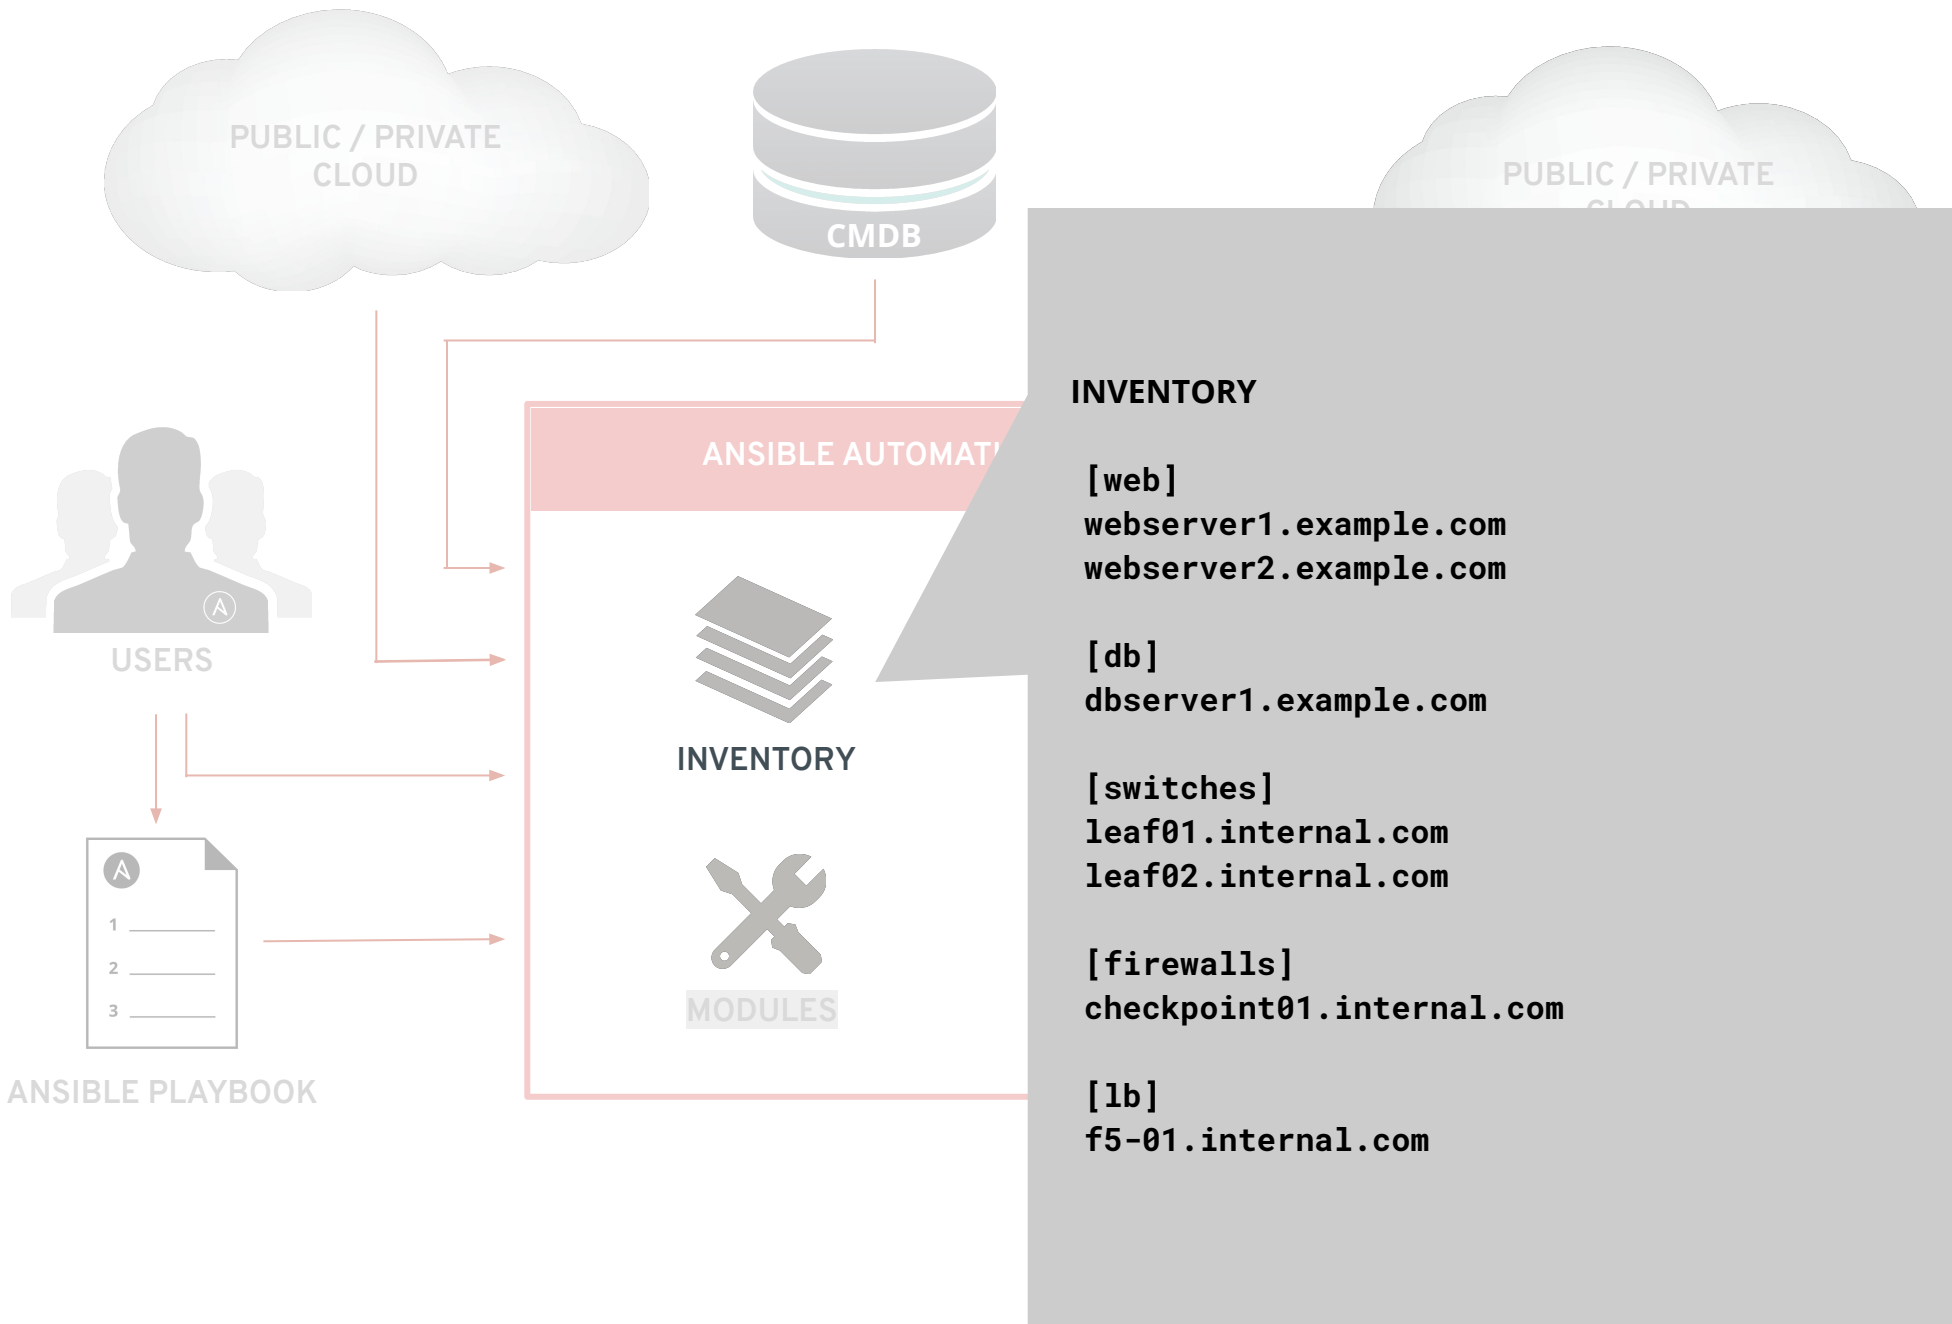 PUBLIC / PRIVATE
CLOUD
CMDB
PUBLIC / PRIVATE
CLOUD
USERS
1
2
3
ANSIBLE PLAYBOOK
ANSIBLE
INVENTORY
MODULES
INVENTORY
[web]
webserver1.example.com
webserver2.example.com
[db]
dbserver1.example.com
[switches]
leaf01.internal.com
leaf02.internal.com
[firewalls]
checkpoint01.internal.com
[lb]
f5-01.internal.com